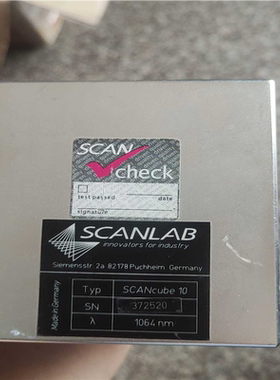 SCAN
check
test passed
date
signature
SCANLAB
innovators for industry
Siemensstr. 2a 82178 Puchheim Germany
Made in Germany
Typ SCANcube 10
SN 372520
λ 1064 nm